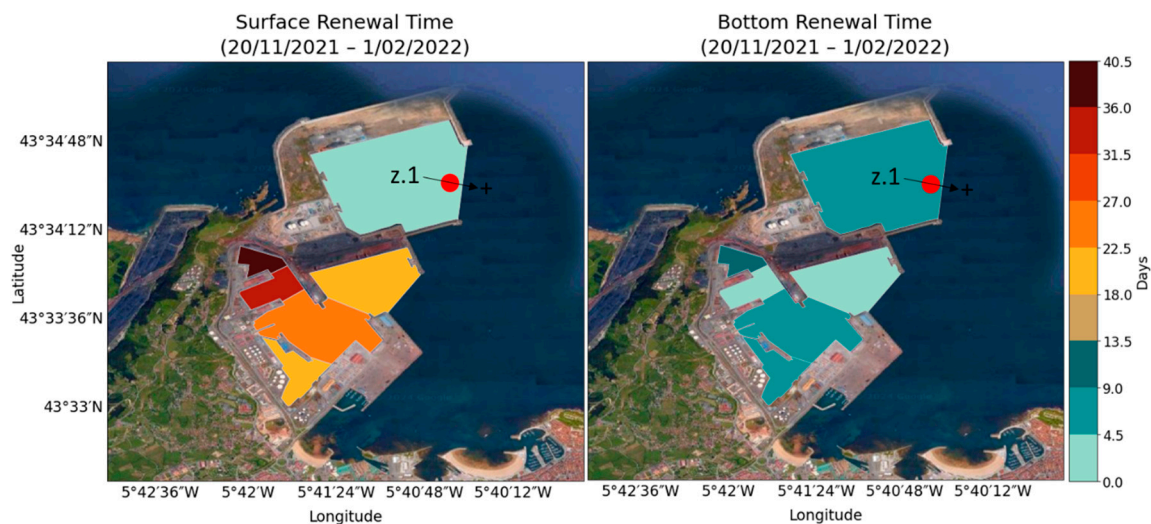 Surface Renewal Time
(20/11/2021 – 1/02/2022)
Bottom Renewal Time
(20/11/2021 – 1/02/2022)
Latitude
43°34′48″N
43°34′12″N
43°33′36″N
43°33′N
z.1
+
z.1
+
5°42′36″W
5°42′W
5°41′24″W
5°40′48″W
5°40′12″W
Longitude
5°42′36″W
5°42′W
5°41′24″W
5°40′48″W
5°40′12″W
Longitude
40.5
36.0
31.5
27.0
22.5
18.0
13.5
9.0
4.5
0.0
Days